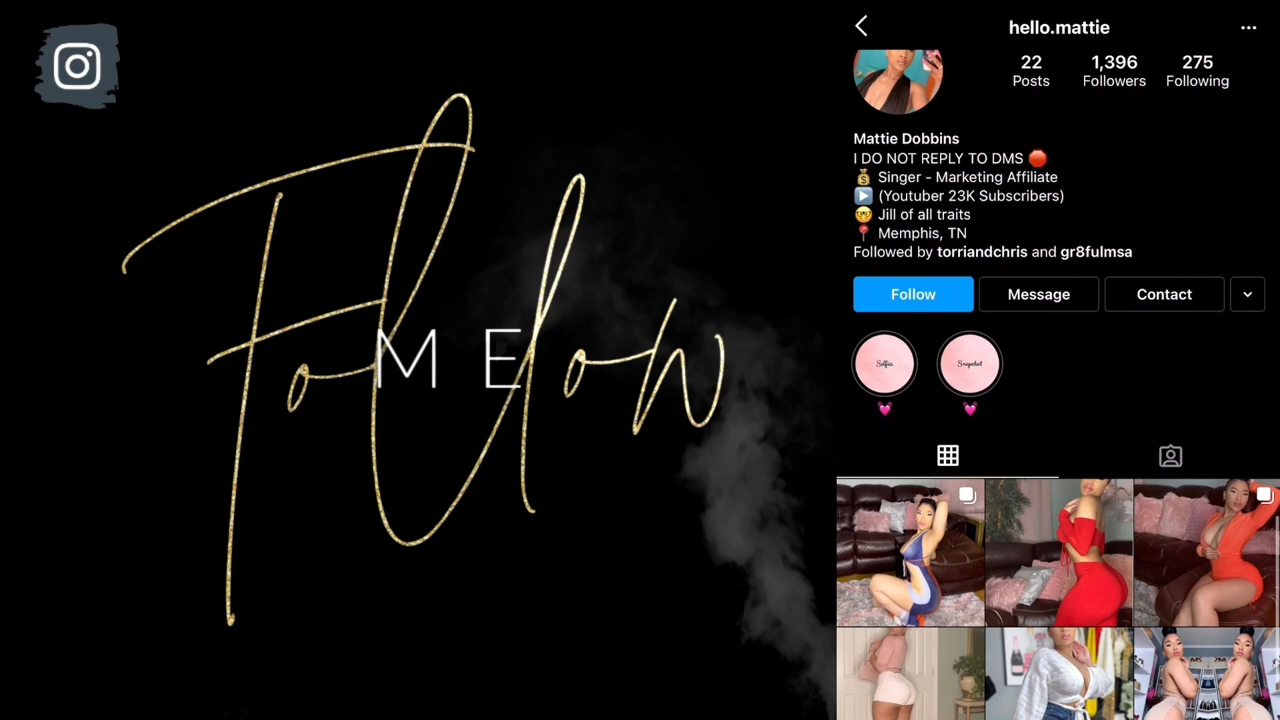 Follow
ME
hello.mattie
22 1,396 275
Posts Followers Following
Mattie Dobbins
I DO NOT REPLY TO DMS 🛑
💰 Singer - Marketing Affiliate
▶️ (Youtuber 23K Subscribers)
🤓 Jill of all traits
📍 Memphis, TN
Followed by torriandchris and gr8fulmsa
Follow Message Contact
Selfies Snapchat